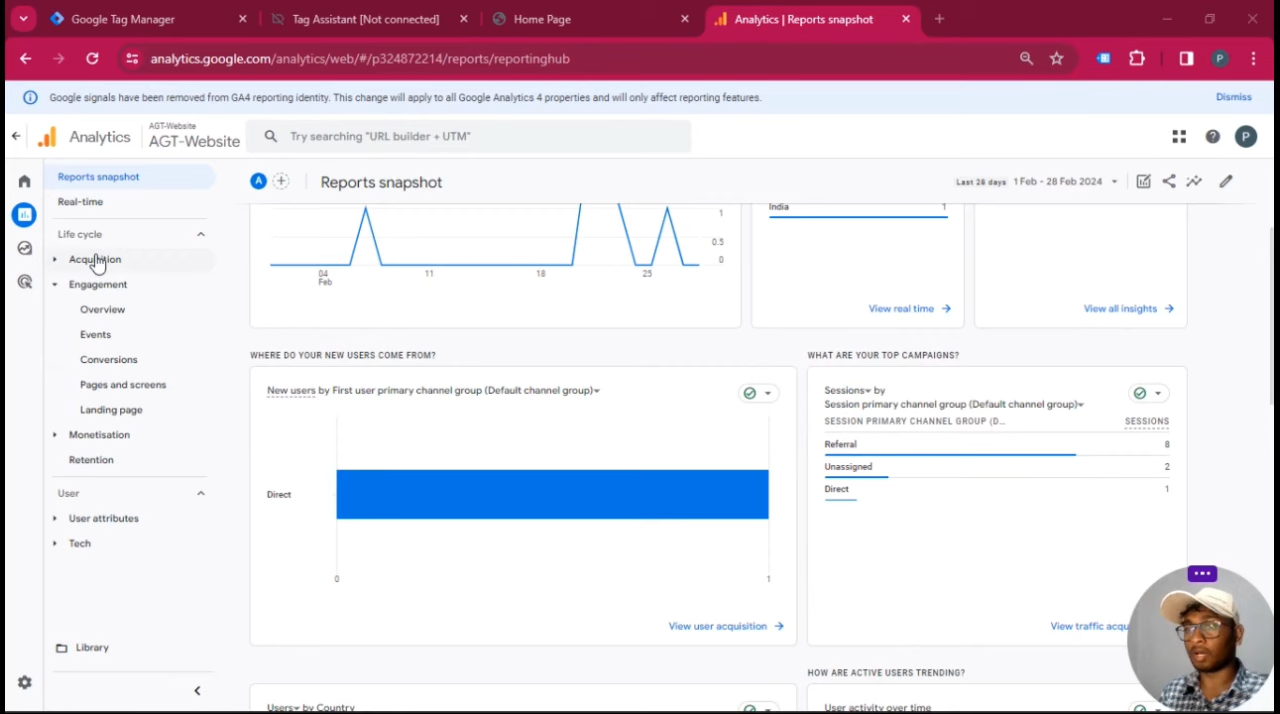 Google Tag Manager
Tag Assistant [Not connected]
Home Page
Analytics | Reports snapshot
analytics.google.com/analytics/web/#/p324872214/reports/reportinghub
P
Google signals have been removed from GA4 reporting identity. This change will apply to all Google Analytics 4 properties and will only affect reporting features.
Dismiss
Analytics
AGT-Website
AGT-Website
Try searching "URL builder + UTM"
P
Reports snapshot
Real-time
Life cycle
Acquisition
Engagement
Overview
Events
Conversions
Pages and screens
Landing page
Monetisation
Retention
User
User attributes
Tech
Library
A
Reports snapshot
Last 28 days 1 Feb - 28 Feb 2024
1
0.5
0
04
Feb
11
18
25
India
1
View real time
View all insights
WHERE DO YOUR NEW USERS COME FROM?
New users by First user primary channel group (Default channel group)
Direct
0
1
View user acquisition
WHAT ARE YOUR TOP CAMPAIGNS?
Sessions by
Session primary channel group (Default channel group)
SESSION PRIMARY CHANNEL GROUP (D...
SESSIONS
Referral
8
Unassigned
2
Direct
1
View traffic acqu
HOW ARE ACTIVE USERS TRENDING?
Users by Country
User activity over time